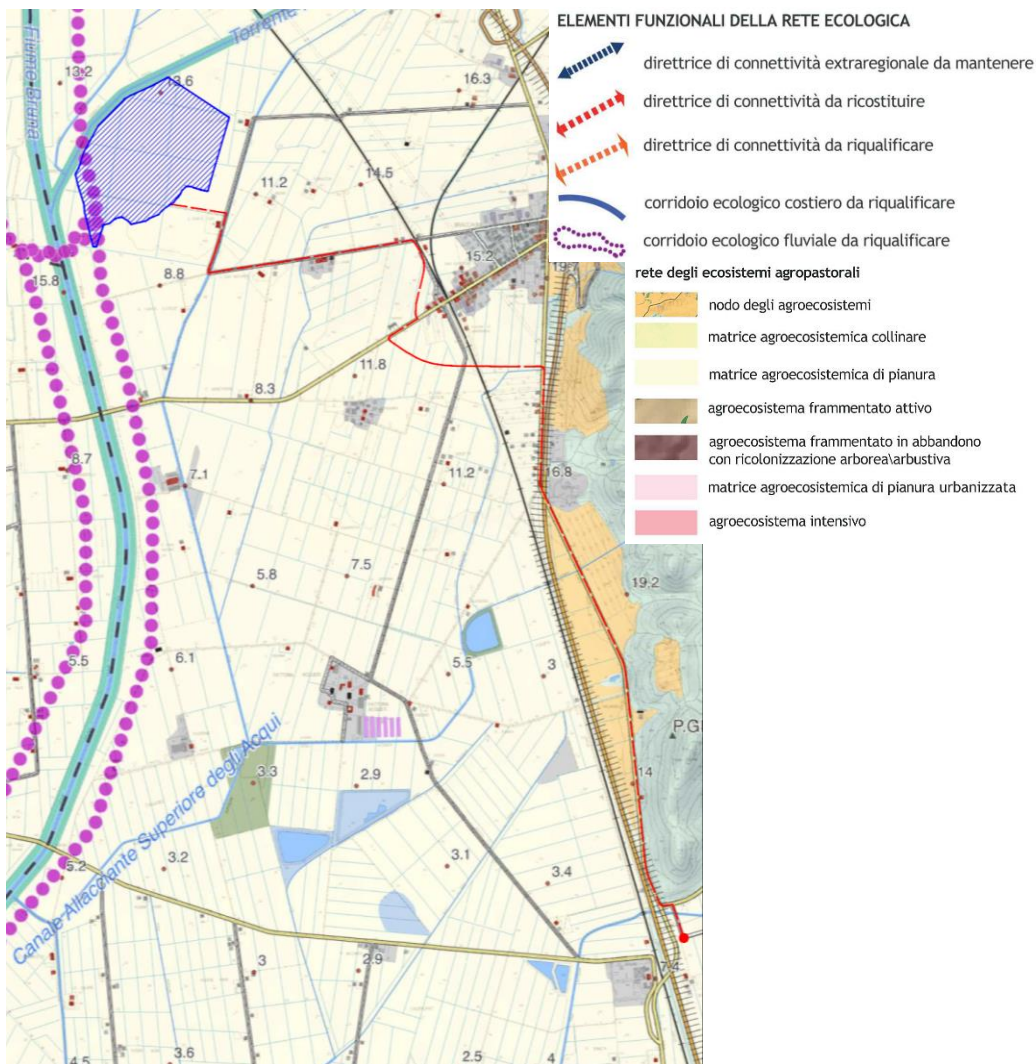 ELEMENTI FUNZIONALI DELLA RETE ECOLOGICA
direttrice di connettività extraregionale da mantenere
direttrice di connettività da ricostituire
direttrice di connettività da riqualificare
corridoio ecologico costiero da riqualificare
corridoio ecologico fluviale da riqualificare
rete degli ecosistemi agropastorali
nodo degli agroecosistemi
matrice agroecosistemica collinare
matrice agroecosistemica di pianura
agroecosistema frammentato attivo
agroecosistema frammentato in abbandono
con ricolonizzazione arborea\arbustiva
matrice agroecosistemica di pianura urbanizzata
agroecosistema intensivo
Fiume Bruna
Torrente
13.2
13.6
16.3
11.2
14.5
15.2
19.
15.8
8.8
11.8
8.3
8.7
7.1
11.2
16.8
5.8
7.5
19.2
5.5
6.1
5.5
3
P.G
Canale Allacciante Superiore degli Acqui
3.3
2.9
14
5.2
3.2
3.1
3.4
3
2.9
7.4
4.5
3.6
2.5
4